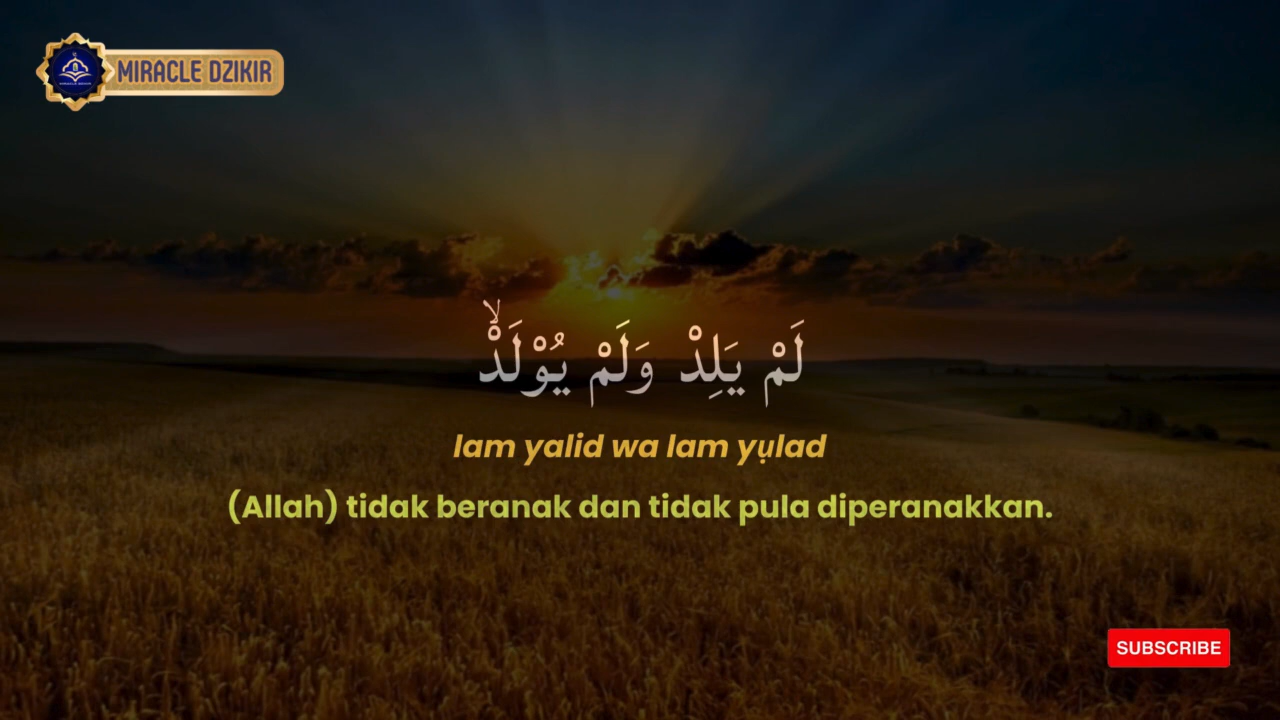 MIRACLE DZIKIR
لَمْ يَلِدْ وَلَمْ يُوْلَدْۙ
lam yalid wa lam yụlad
(Allah) tidak beranak dan tidak pula diperanakkan.
SUBSCRIBE